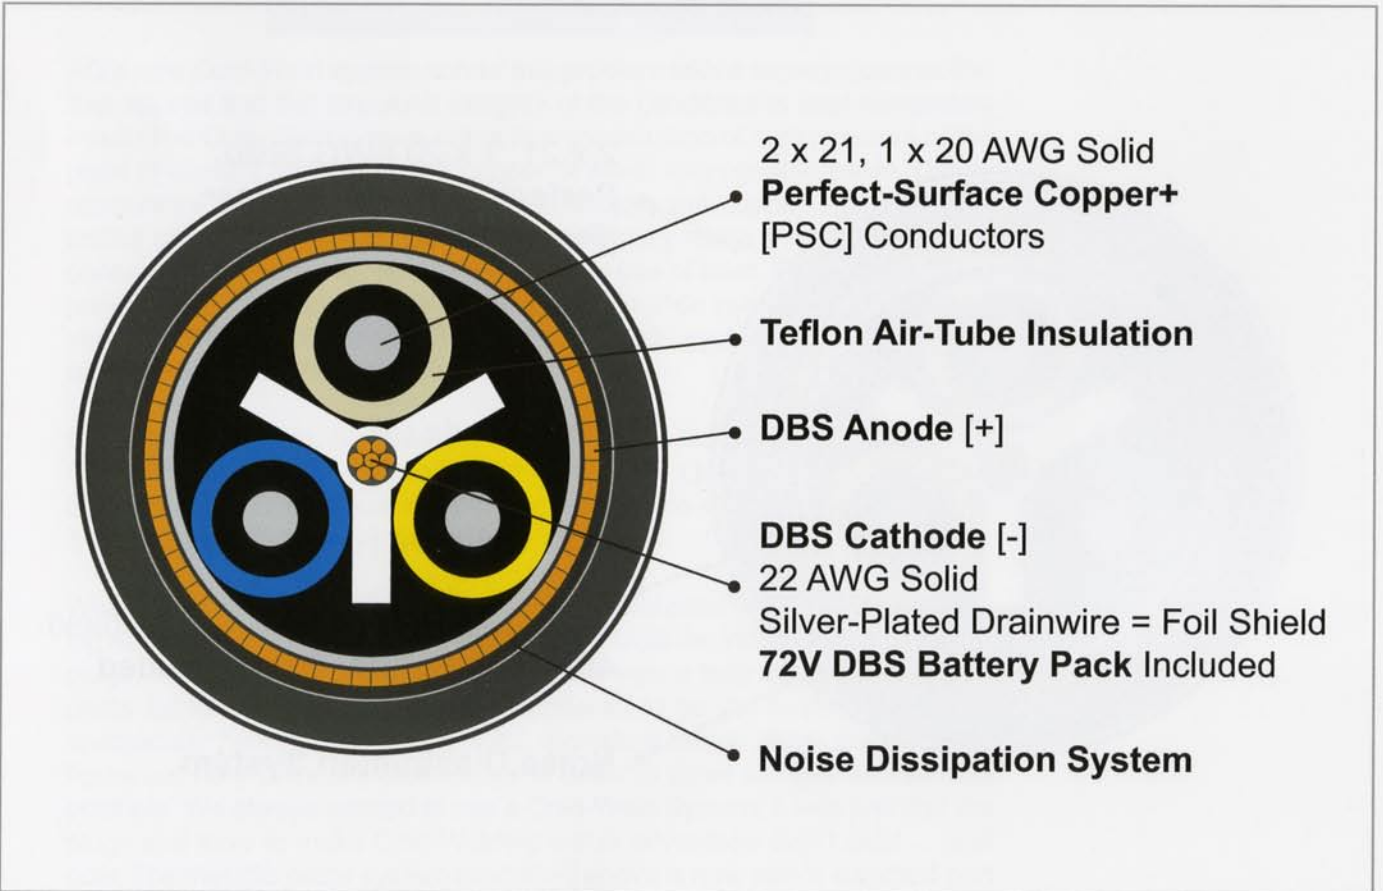 2 x 21, 1 x 20 AWG Solid
Perfect-Surface Copper+
[PSC] Conductors
Teflon Air-Tube Insulation
DBS Anode [+]
DBS Cathode [-]
22 AWG Solid
Silver-Plated Drainwire = Foil Shield
72V DBS Battery Pack Included
Noise Dissipation System